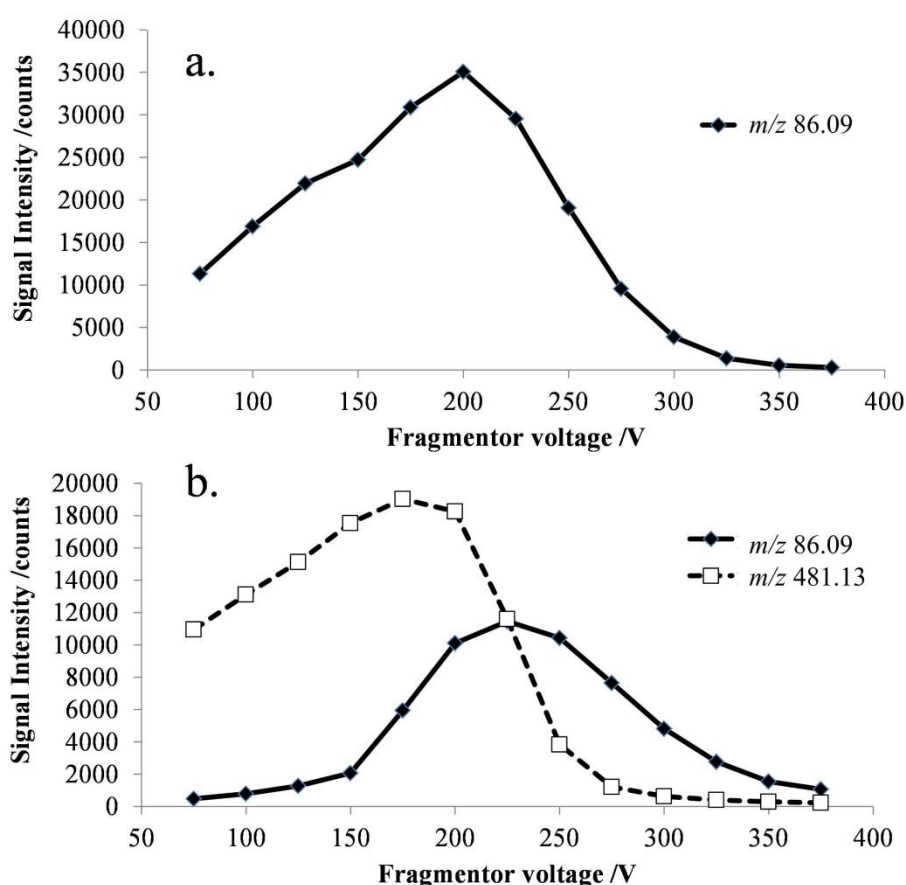 a.
40000
35000
30000
25000
20000
15000
10000
5000
0
Signal Intensity /counts
m/z 86.09
50 100 150 200 250 300 350 400
Fragmentor voltage /V
b.
20000
18000
16000
14000
12000
10000
8000
6000
4000
2000
0
Signal Intensity /counts
m/z 86.09
m/z 481.13
50 100 150 200 250 300 350 400
Fragmentor voltage /V